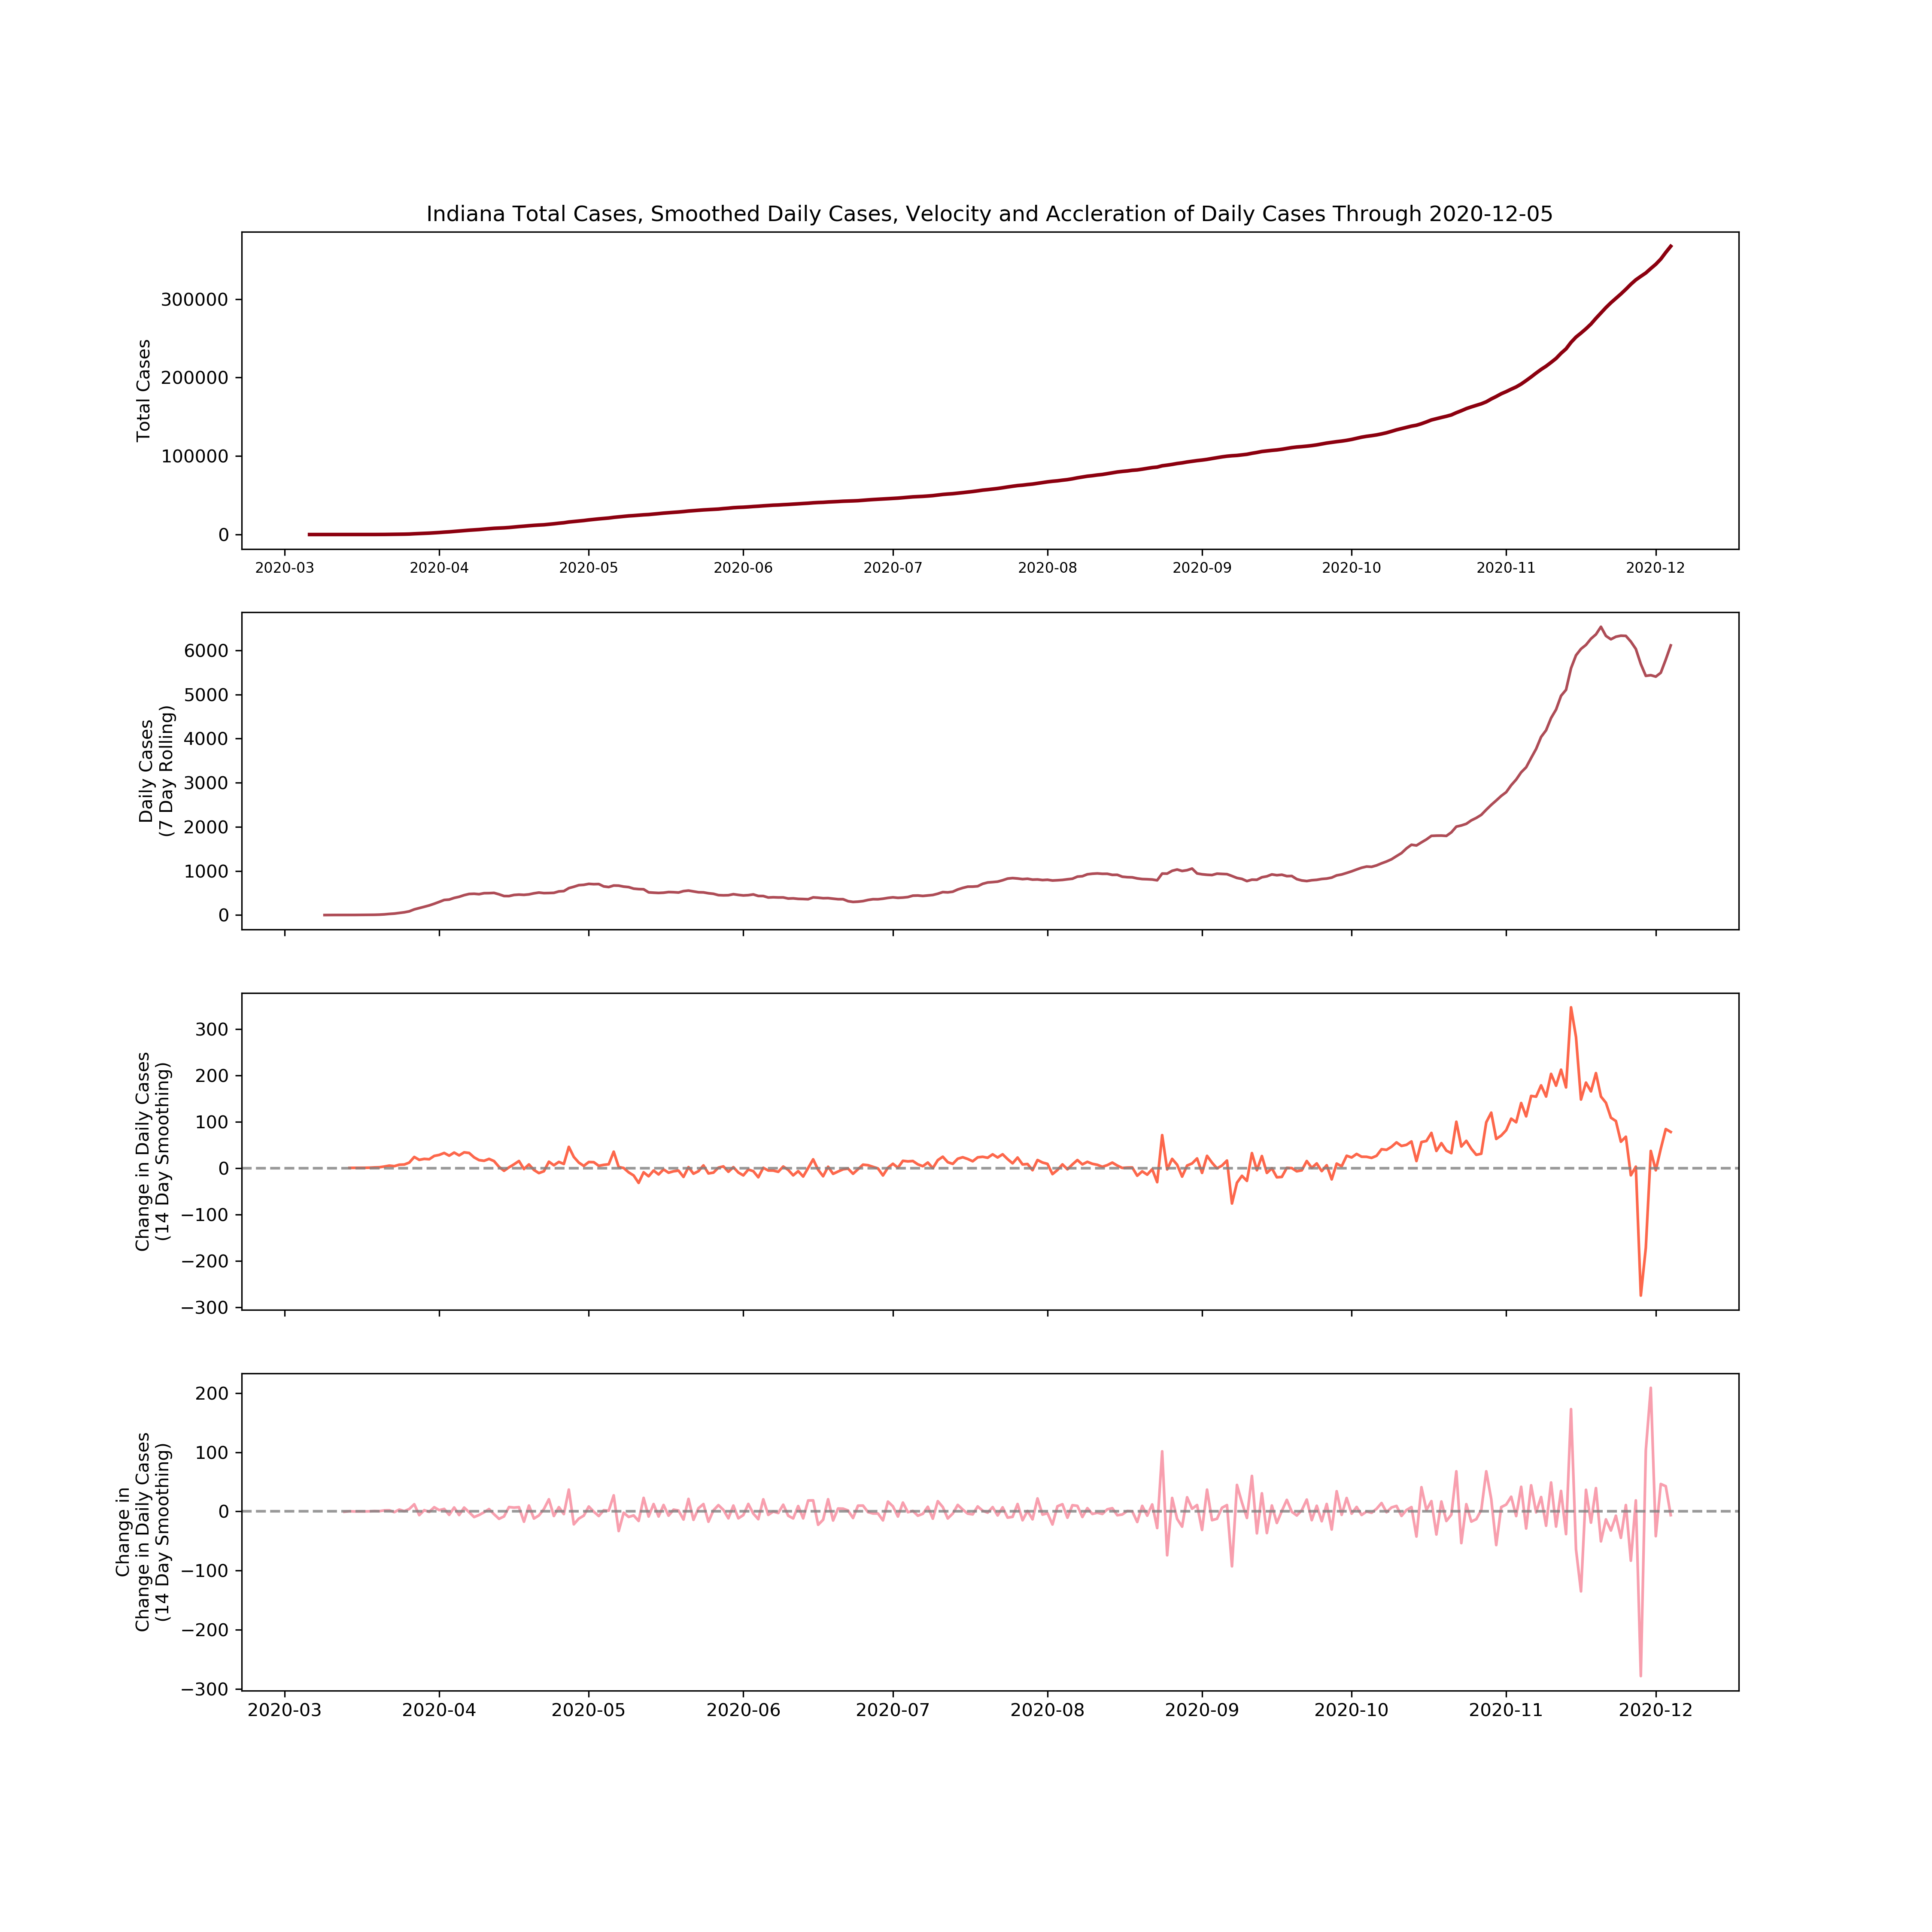 Indiana Total Cases, Smoothed Daily Cases, Velocity and Accleration of Daily Cases Through 2020-12-05
Total Cases
300000
200000
100000
0
2020-03 2020-04 2020-05 2020-06 2020-07 2020-08 2020-09 2020-10 2020-11 2020-12
Daily Cases
(7 Day Rolling)
6000
5000
4000
3000
2000
1000
0
Change in Daily Cases
(14 Day Smoothing)
300
200
100
0
−100
−200
−300
Change in
Change in Daily Cases
(14 Day Smoothing)
200
100
0
−100
−200
−300
2020-03 2020-04 2020-05 2020-06 2020-07 2020-08 2020-09 2020-10 2020-11 2020-12